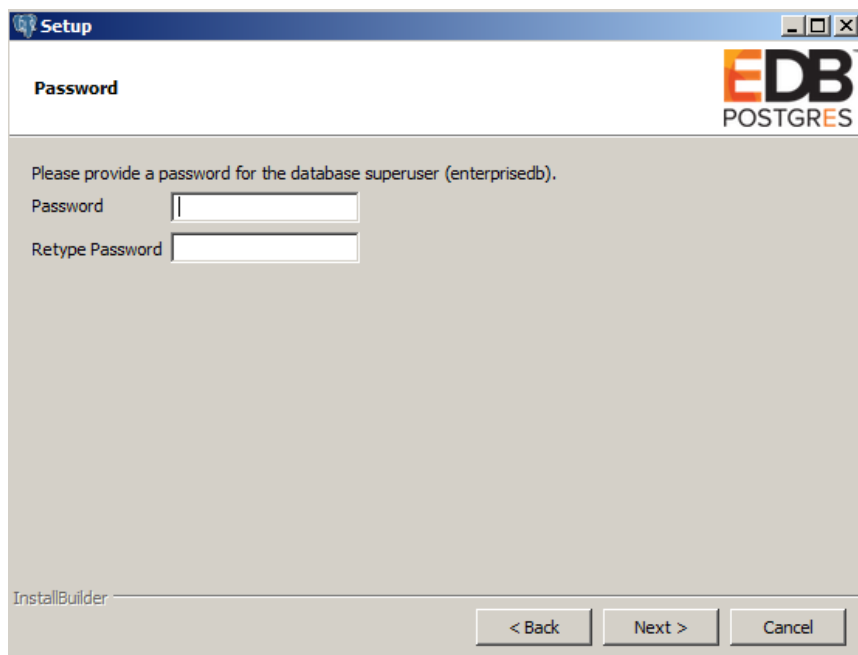 Setup
Password
EDB
POSTGRES
Please provide a password for the database superuser (enterprisedb).
Password
Retype Password
InstallBuilder
< Back
Next >
Cancel